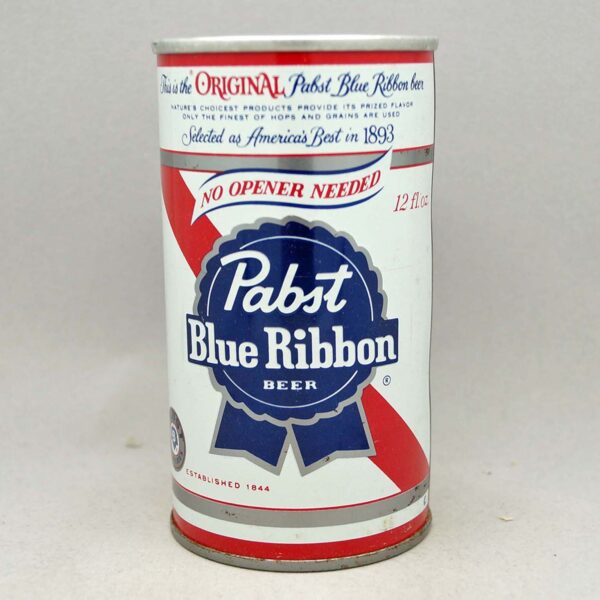 This is the ORIGINAL Pabst Blue Ribbon beer
NATURE'S CHOICEST PRODUCTS PROVIDE ITS PRIZED FLAVOR
ONLY THE FINEST OF HOPS AND GRAINS ARE USED
Selected as America's Best in 1893
NO OPENER NEEDED
12 fl. oz.
Pabst
Blue Ribbon
BEER
®
ESTABLISHED 1844